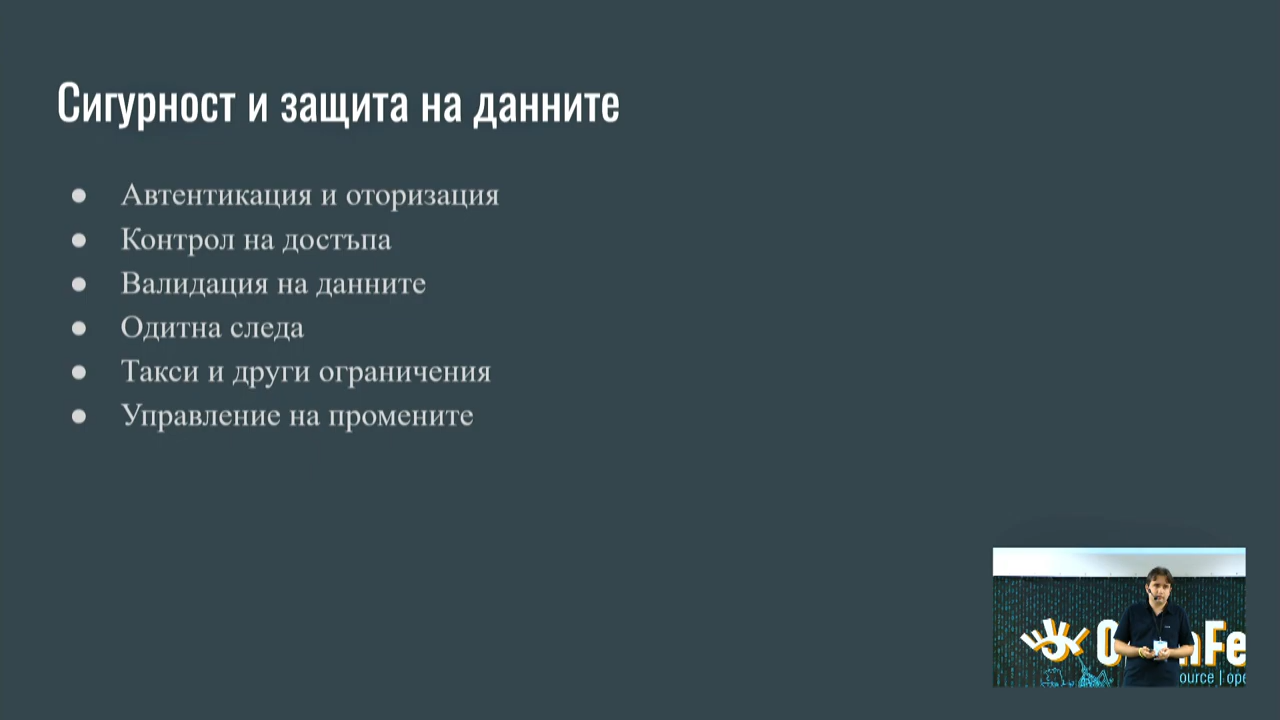 Сигурност и защита на данните
● Автентикация и оторизация
● Контрол на достъпа
● Валидация на данните
● Одитна следа
● Такси и други ограничения
● Управление на промените